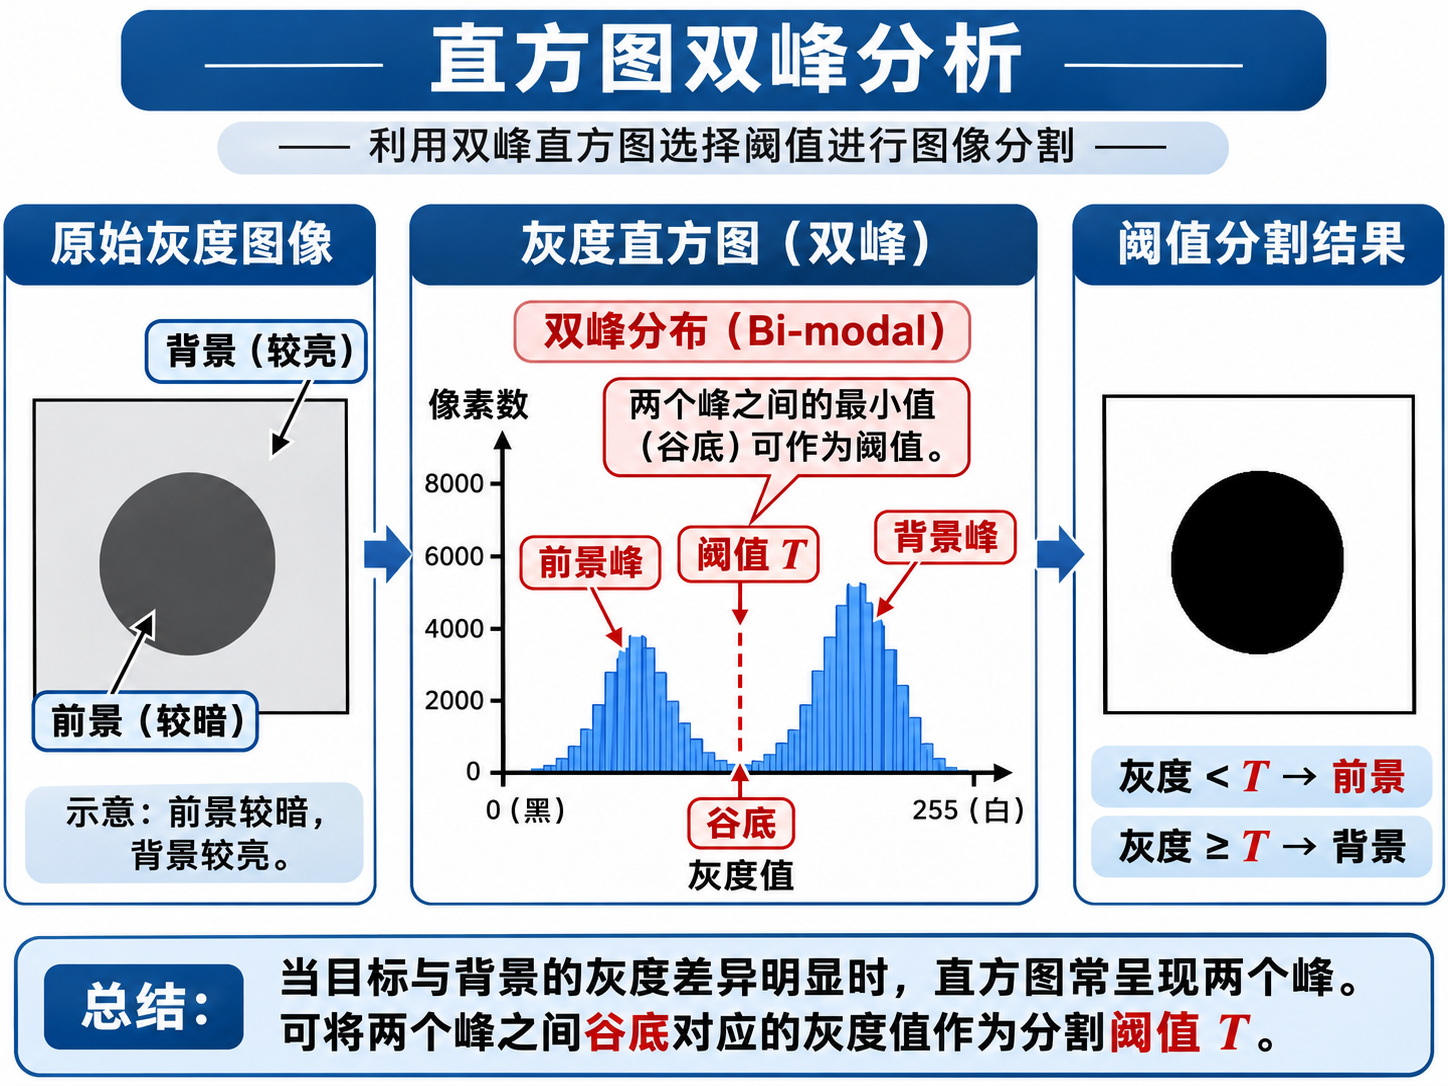 直方图双峰分析
利用双峰直方图选择阈值进行图像分割
原始灰度图像
背景（较亮）
前景（较暗）
示意：前景较暗，
背景较亮。
灰度直方图（双峰）
双峰分布（Bi-modal）
两个峰之间的最小值
（谷底）可作为阈值。
像素数
8000
6000
4000
2000
0
前景峰
阈值 T
背景峰
0（黑）
255（白）
谷底
灰度值
阈值分割结果
灰度 < T → 前景
灰度 ≥ T → 背景
总结：
当目标与背景的灰度差异明显时，直方图常呈现两个峰。
可将两个峰之间谷底对应的灰度值作为分割阈值 T。